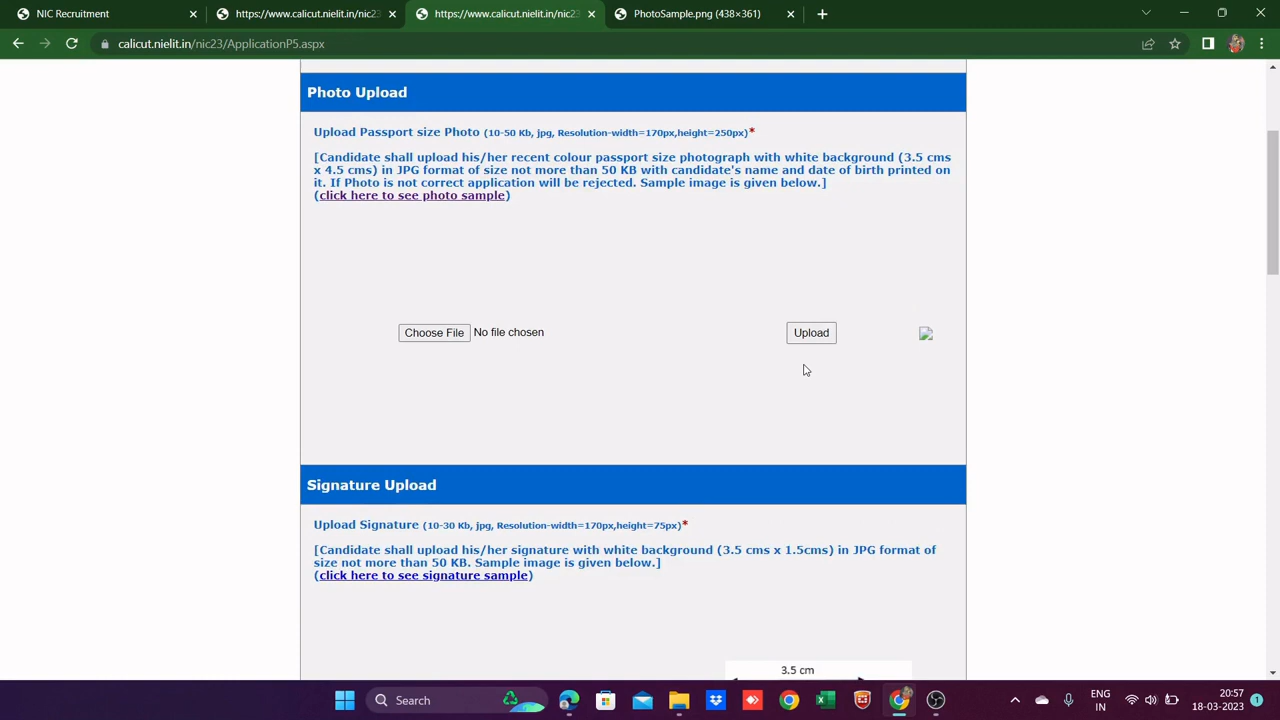 NIC Recruitment
https://www.calicut.nielit.in/nic23
https://www.calicut.nielit.in/nic23
PhotoSample.png (438×361)
calicut.nielit.in/nic23/ApplicationP5.aspx
Photo Upload
Upload Passport size Photo (10-50 Kb, jpg, Resolution-width=170px,height=250px)*
[Candidate shall upload his/her recent colour passport size photograph with white background (3.5 cms
x 4.5 cms) in JPG format of size not more than 50 KB with candidate's name and date of birth printed on
it. If Photo is not correct application will be rejected. Sample image is given below.]
(click here to see photo sample)
Choose File No file chosen
Upload
Signature Upload
Upload Signature (10-30 Kb, jpg, Resolution-width=170px,height=75px)*
[Candidate shall upload his/her signature with white background (3.5 cms x 1.5cms) in JPG format of
size not more than 50 KB. Sample image is given below.]
(click here to see signature sample)
3.5 cm
Search
ENG
IN
20:57
18-03-2023
1